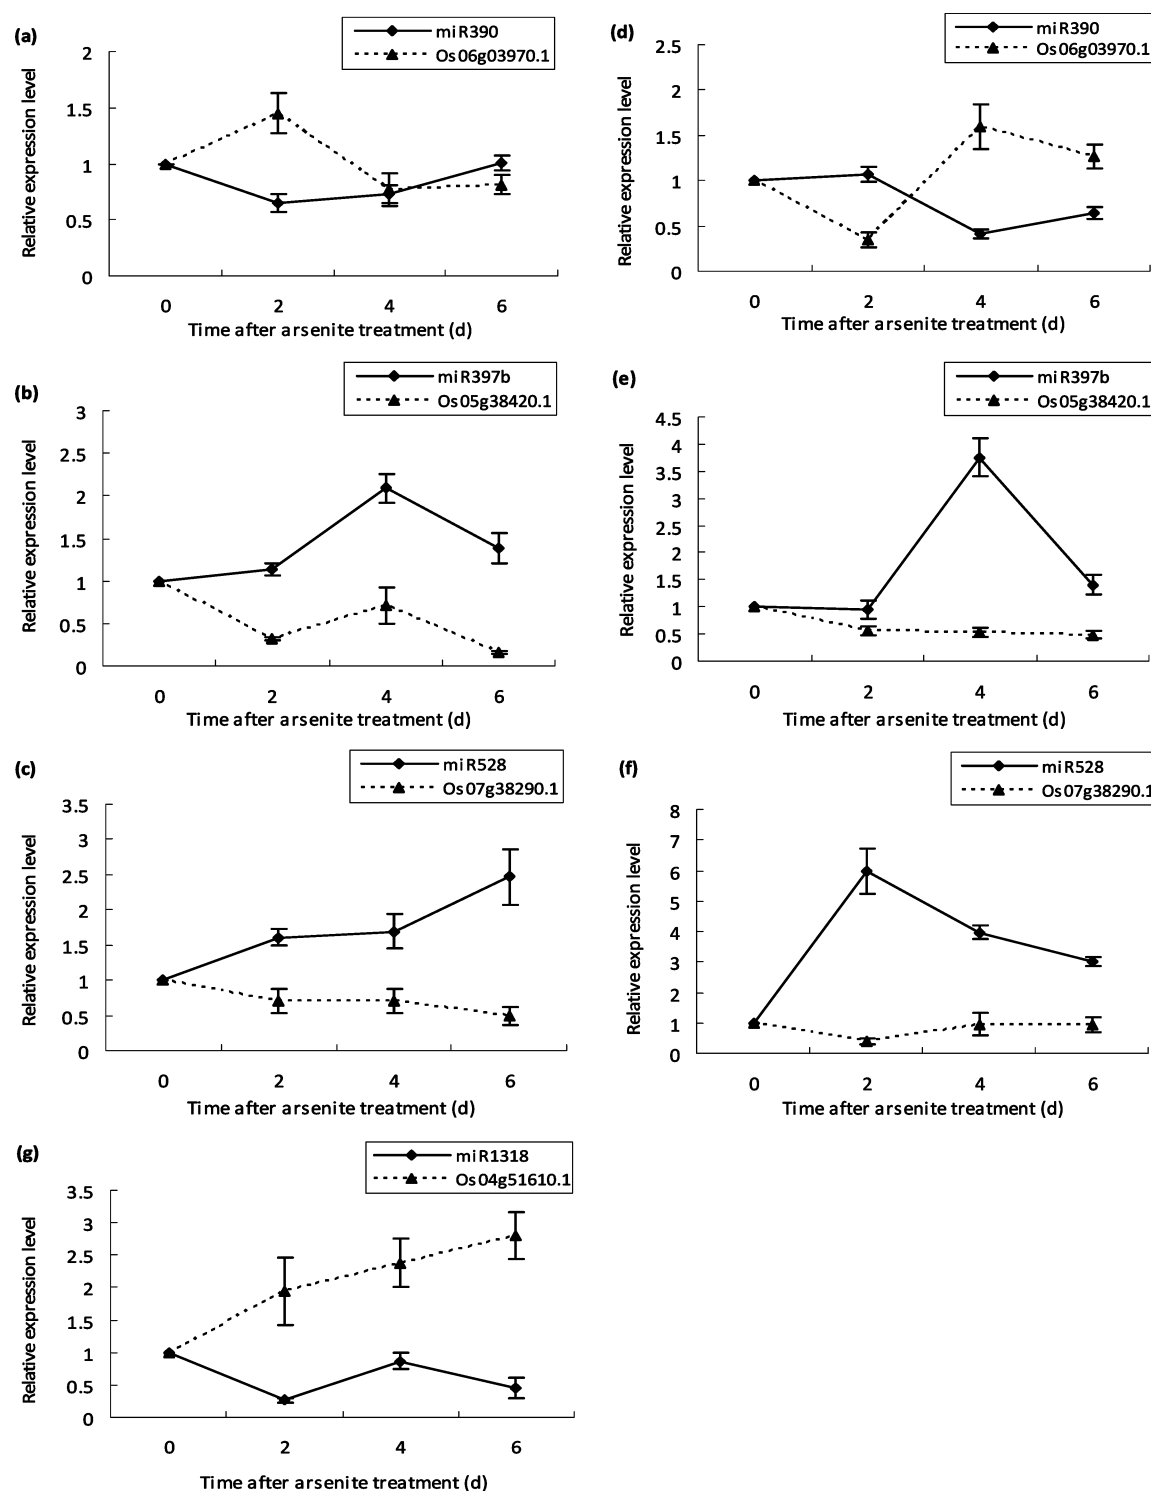 (a)
miR390
Os06g03970.1
Relative expression level
2
1.5
1
0.5
0
0 2 4 6
Time after arsenite treatment (d)
(d)
miR390
Os06g03970.1
Relative expression level
2.5
2
1.5
1
0.5
0
0 2 4 6
Time after arsenite treatment (d)
(b)
miR397b
Os05g38420.1
Relative expression level
3
2.5
2
1.5
1
0.5
0
0 2 4 6
Time after arsenite treatment (d)
(e)
miR397b
Os05g38420.1
Relative expression level
4.5
4
3.5
3
2.5
2
1.5
1
0.5
0
0 2 4 6
Time after arsenite treatment (d)
(c)
miR528
Os07g38290.1
Relative expression level
3.5
3
2.5
2
1.5
1
0.5
0
0 2 4 6
Time after arsenite treatment (d)
(f)
miR528
Os07g38290.1
Relative expression level
8
7
6
5
4
3
2
1
0
0 2 4 6
Time after arsenite treatment (d)
(g)
miR1318
Os04g51610.1
Relative expression level
3.5
3
2.5
2
1.5
1
0.5
0
0 2 4 6
Time after arsenite treatment (d)